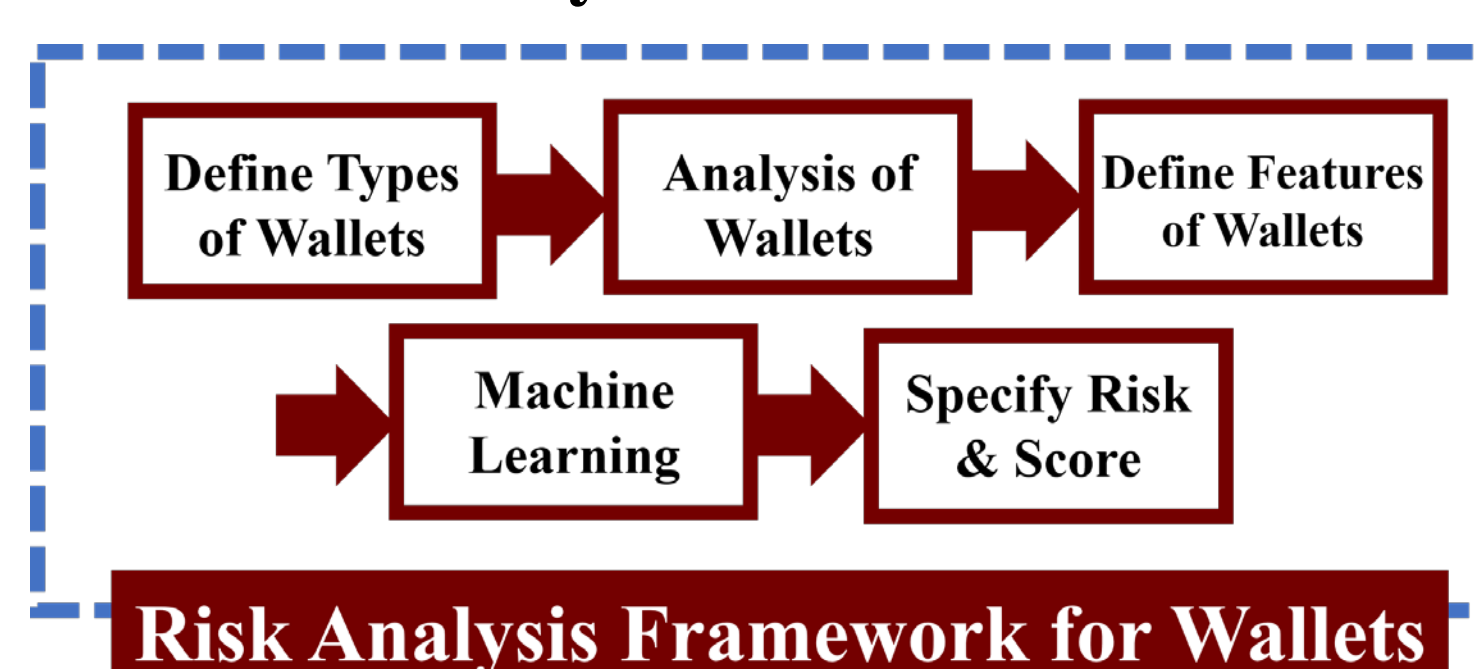 Define Types
of Wallets
Analysis of
Wallets
Define Features
of Wallets
Machine
Learning
Specify Risk
& Score
Risk Analysis Framework for Wallets